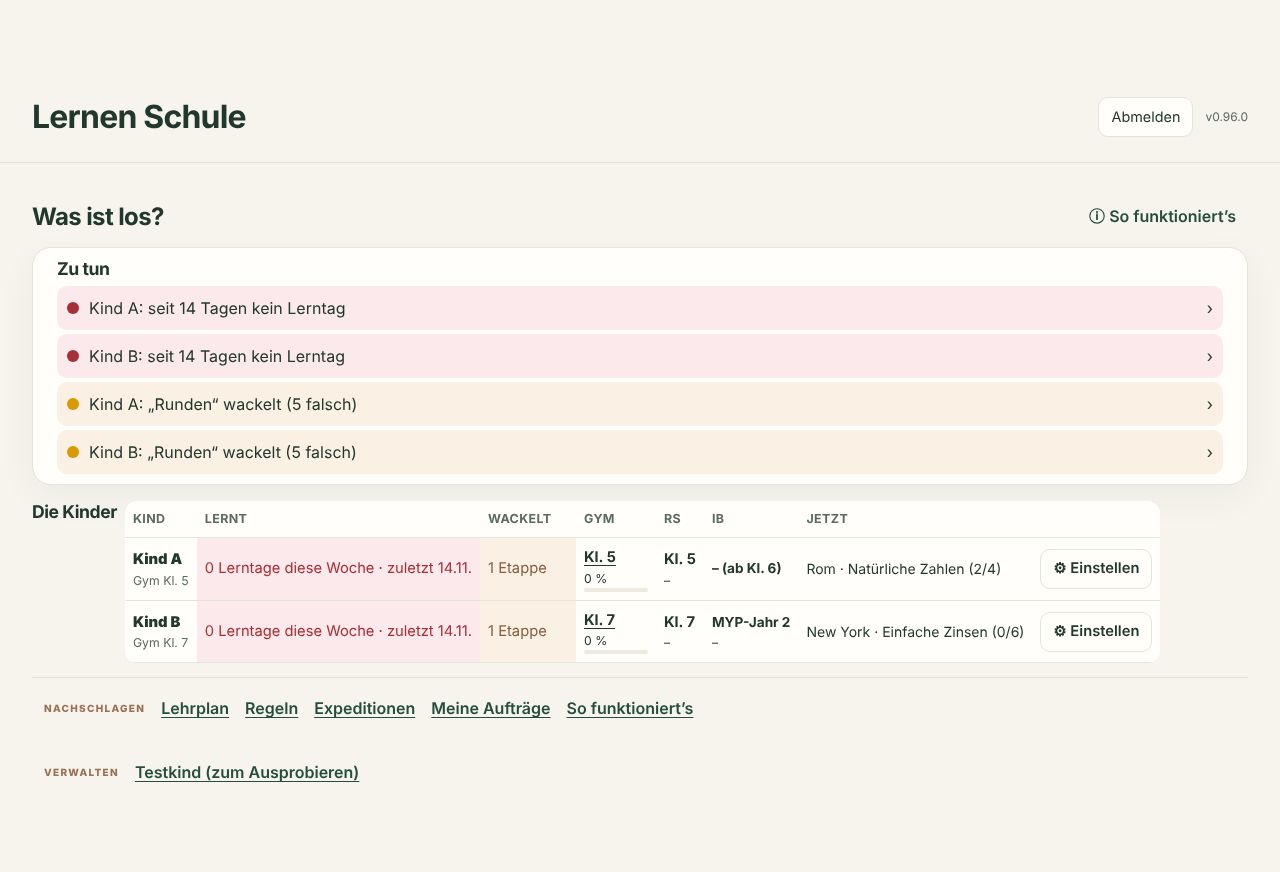 Lernen Schule
Abmelden v0.96.0
Was ist los?
ⓘ So funktioniert’s
Zu tun
Kind A: seit 14 Tagen kein Lerntag ›
Kind B: seit 14 Tagen kein Lerntag ›
Kind A: „Runden“ wackelt (5 falsch) ›
Kind B: „Runden“ wackelt (5 falsch) ›
Die Kinder
KIND LERNT WACKELT GYM RS IB JETZT
Kind A
Gym Kl. 5
0 Lerntage diese Woche · zuletzt 14.11.
1 Etappe
Kl. 5
0 %
Kl. 5
–
– (ab Kl. 6)
Rom · Natürliche Zahlen (2/4)
⚙ Einstellen
Kind B
Gym Kl. 7
0 Lerntage diese Woche · zuletzt 14.11.
1 Etappe
Kl. 7
0 %
Kl. 7
–
MYP-Jahr 2
–
New York · Einfache Zinsen (0/6)
⚙ Einstellen
NACHSCHLAGEN Lehrplan Regeln Expeditionen Meine Aufträge So funktioniert’s
VERWALTEN Testkind (zum Ausprobieren)